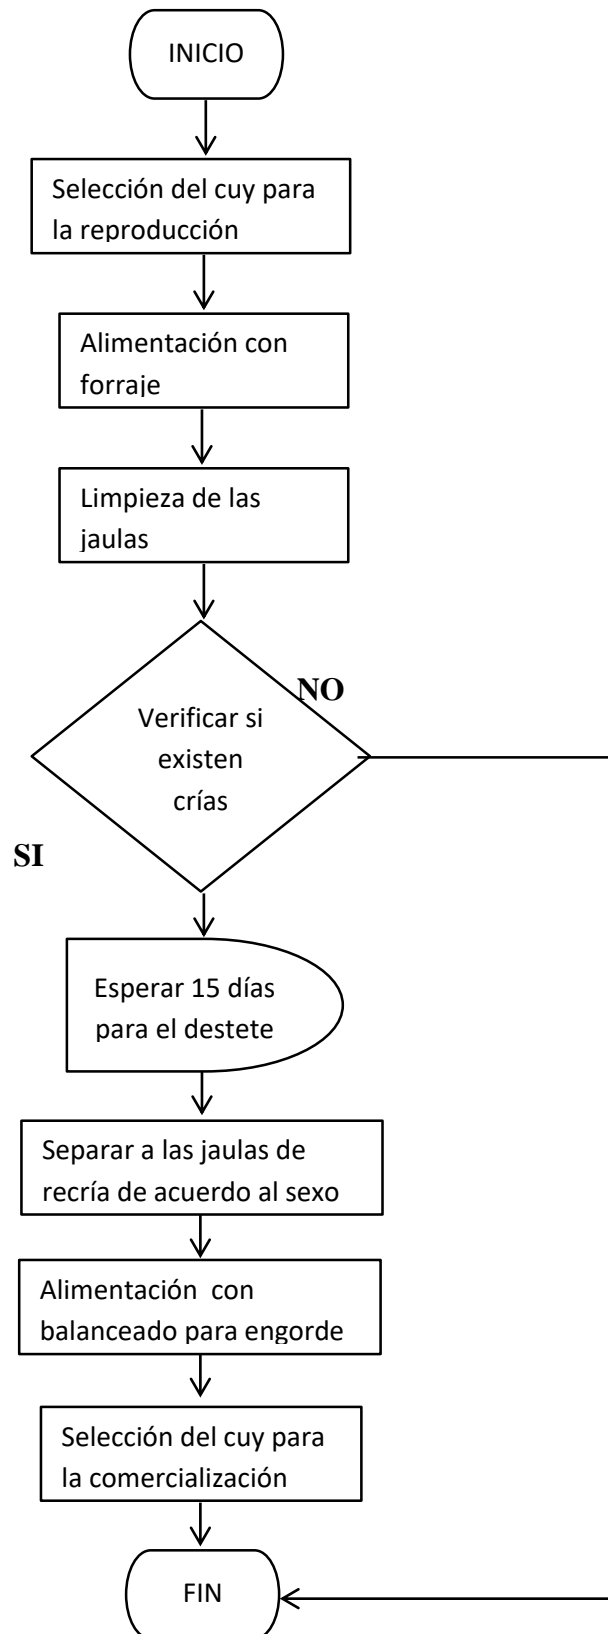 INICIO
Selección del cuy para
la reproducción
Alimentación con
forraje
Limpieza de las
jaulas
NO
Verificar si
existen
crías
SI
Esperar 15 días
para el destete
Separar a las jaulas de
recría de acuerdo al sexo
Alimentación con
balanceado para engorde
Selección del cuy para
la comercialización
FIN